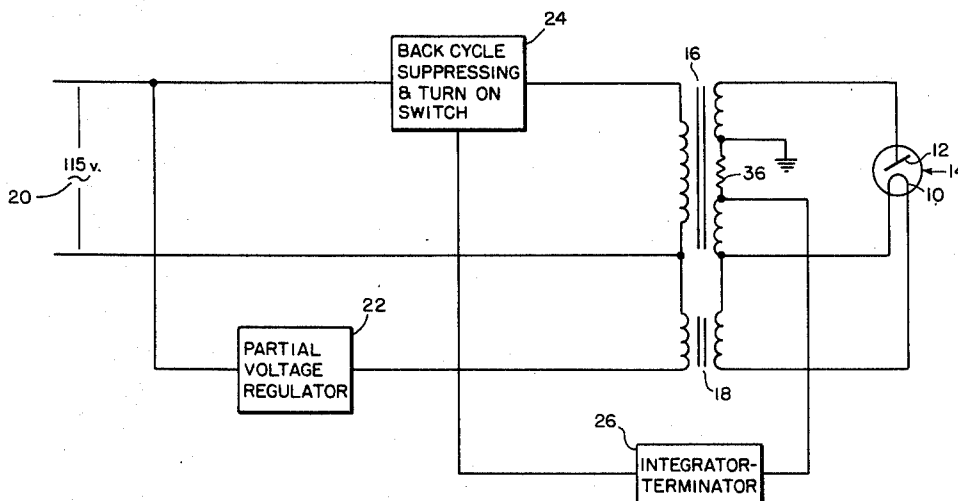 24
BACK CYCLE
SUPPRESSING
& TURN ON
SWITCH
16
115 v.
~
20
36
12
14
10
22
PARTIAL
VOLTAGE
REGULATOR
18
26
INTEGRATOR-
TERMINATOR